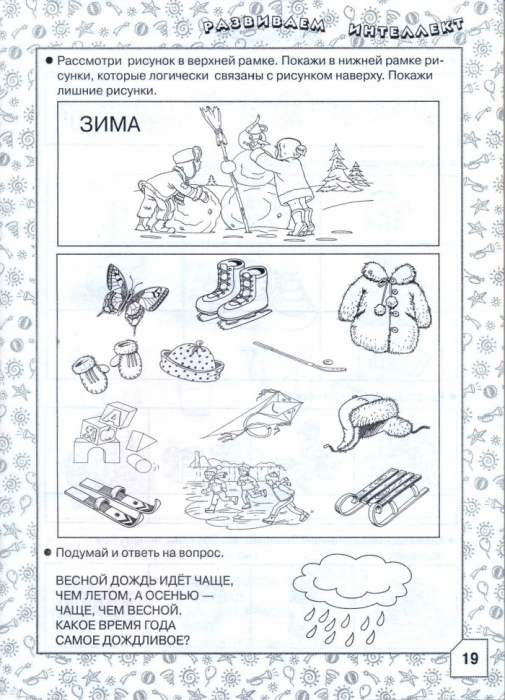 РАЗВИВАЕМ ИНТЕЛЛЕКТ
● Рассмотри рисунок в верхней рамке. Покажи в нижней рамке ри-
сунки, которые логически связаны с рисунком наверху. Покажи
лишние рисунки.
ЗИМА
А
● Подумай и ответь на вопрос.
ВЕСНОЙ ДОЖДЬ ИДЁТ ЧАЩЕ,
ЧЕМ ЛЕТОМ, А ОСЕНЬЮ —
ЧАЩЕ, ЧЕМ ВЕСНОЙ.
КАКОЕ ВРЕМЯ ГОДА
САМОЕ ДОЖДЛИВОЕ?
19